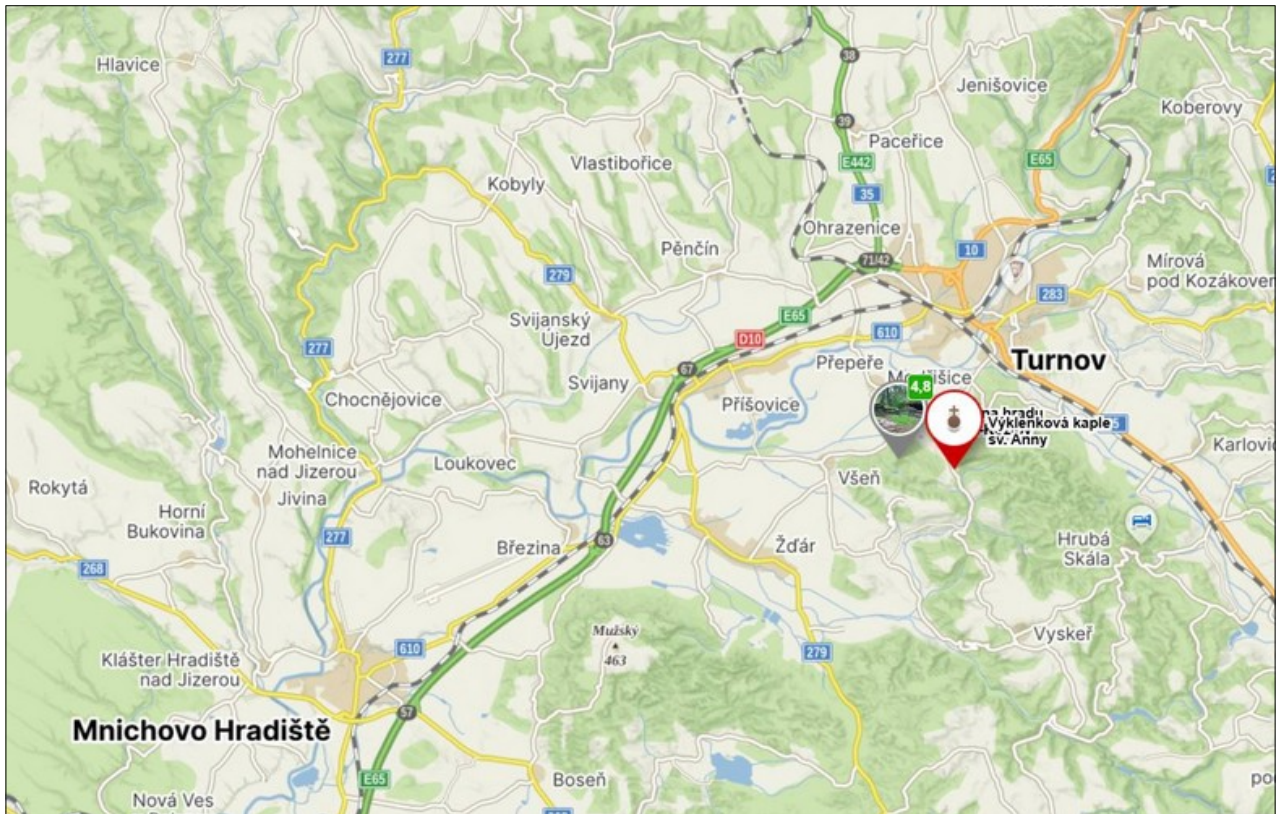 Hlavice
277
38
Jenišovice
Koberovy
39
Paceřice
Vlastibořice
E442
E65
Kobyly
35
Ohrazenice
Pěnčín
10
71/42
Mírová
pod Kozákovem
279
283
Svijanský
Újezd
E65
D10
610
277
67
Přepeře
Turnov
Svijany
4,8
Chocnějovice
Příšovice
na hradu
Výklenková kaple
sv. Anny
Mohelnice
nad Jizerou
Loukovec
Všeň
Rokytá
Jivina
Horní
Bukovina
277
63
Březina
Žďár
Hrubá
Skála
268
Mužský
463
Vyskeř
610
279
Klášter Hradiště
nad Jizerou
57
Mnichovo Hradiště
E65
Boseň
Nová Ves